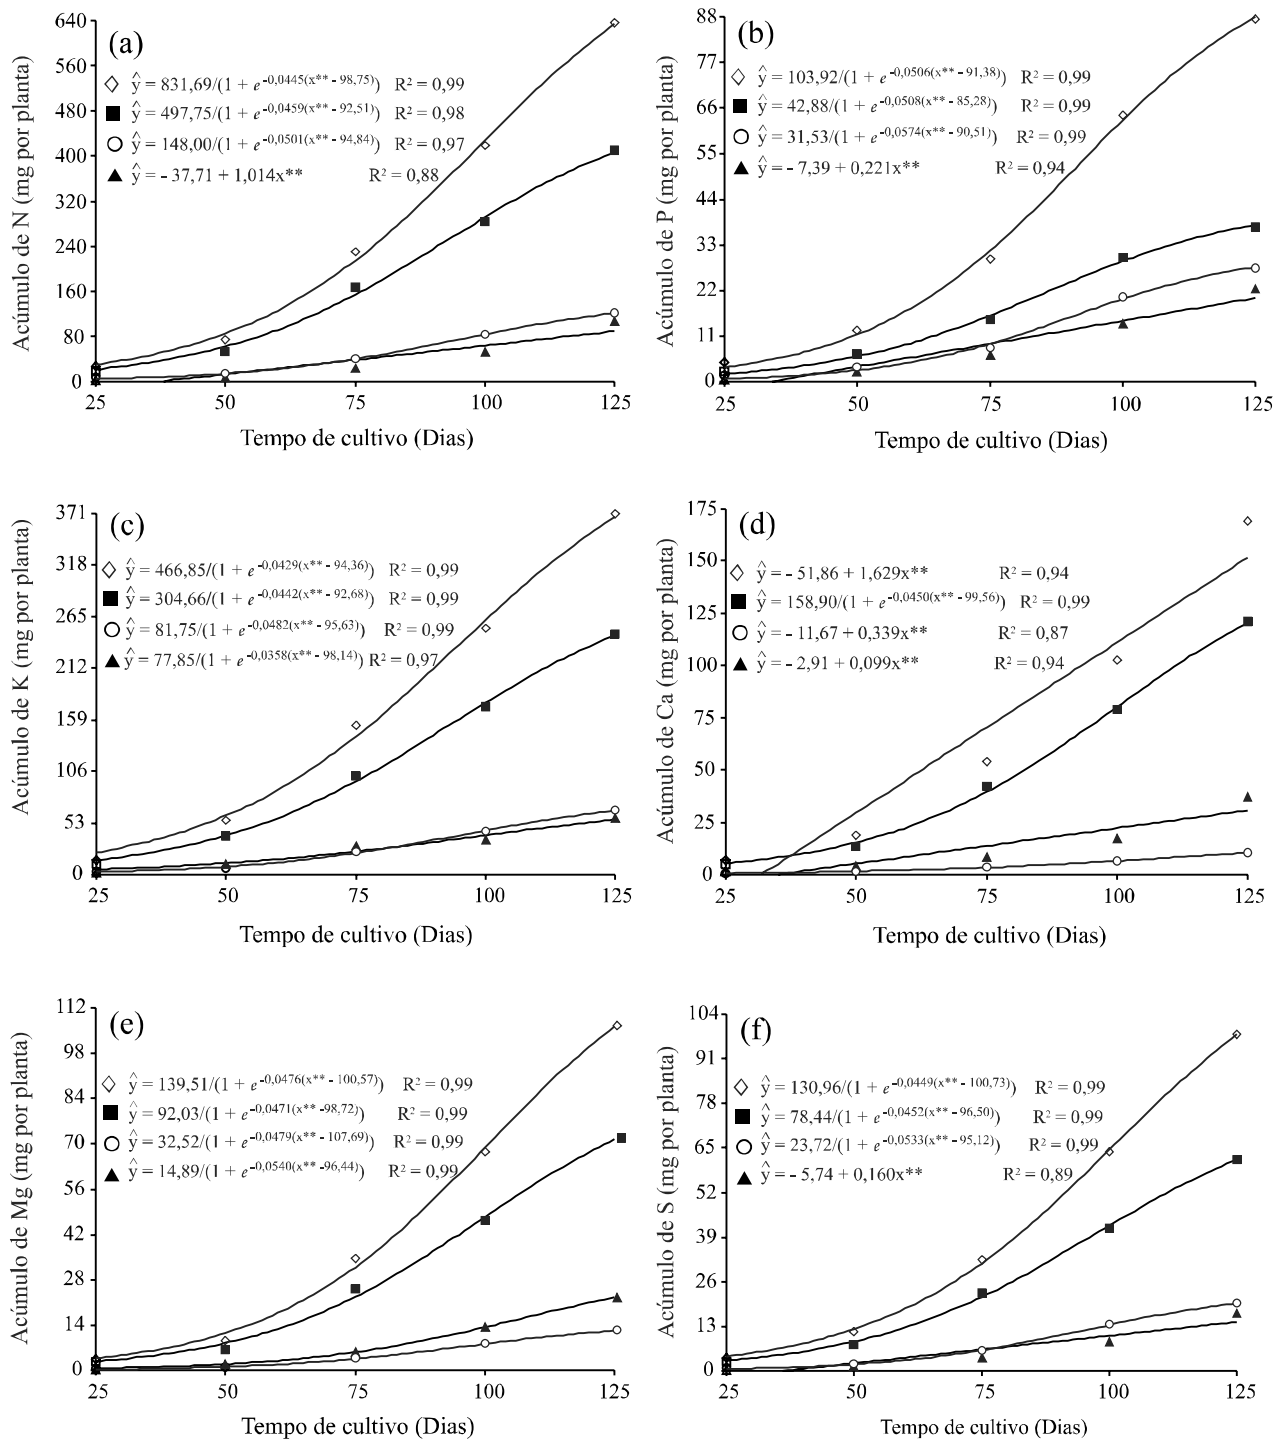 (a)
Acúmulo de N (mg por planta)
640
560
480
400
320
240
160
80
0
◇ ŷ = 831,69/(1 + e^-0,0445(x** - 98,75)) R² = 0,99
■ ŷ = 497,75/(1 + e^-0,0459(x** - 92,51)) R² = 0,98
○ ŷ = 148,00/(1 + e^-0,0501(x** - 94,84)) R² = 0,97
▲ ŷ = - 37,71 + 1,014x** R² = 0,88
25 50 75 100 125
Tempo de cultivo (Dias)
(b)
Acúmulo de P (mg por planta)
88
77
66
55
44
33
22
11
0
◇ ŷ = 103,92/(1 + e^-0,0506(x** - 91,38)) R² = 0,99
■ ŷ = 42,88/(1 + e^-0,0508(x** - 85,28)) R² = 0,99
○ ŷ = 31,53/(1 + e^-0,0574(x** - 90,51)) R² = 0,99
▲ ŷ = - 7,39 + 0,221x** R² = 0,94
25 50 75 100 125
Tempo de cultivo (Dias)
(c)
Acúmulo de K (mg por planta)
371
318
265
212
159
106
53
0
◇ ŷ = 466,85/(1 + e^-0,0429(x** - 94,36)) R² = 0,99
■ ŷ = 304,66/(1 + e^-0,0442(x** - 92,68)) R² = 0,99
○ ŷ = 81,75/(1 + e^-0,0482(x** - 95,63)) R² = 0,99
▲ ŷ = 77,85/(1 + e^-0,0358(x** - 98,14)) R² = 0,97
25 50 75 100 125
Tempo de cultivo (Dias)
(d)
Acúmulo de Ca (mg por planta)
175
150
125
100
75
50
25
0
◇ ŷ = - 51,86 + 1,629x** R² = 0,94
■ ŷ = 158,90/(1 + e^-0,0450(x** - 99,56)) R² = 0,99
○ ŷ = - 11,67 + 0,339x** R² = 0,87
▲ ŷ = - 2,91 + 0,099x** R² = 0,94
25 50 75 100 125
Tempo de cultivo (Dias)
(e)
Acúmulo de Mg (mg por planta)
112
98
84
70
56
42
28
14
0
◇ ŷ = 139,51/(1 + e^-0,0476(x** - 100,57)) R² = 0,99
■ ŷ = 92,03/(1 + e^-0,0471(x** -98,72)) R² = 0,99
○ ŷ = 32,52/(1 + e^-0,0479(x** - 107,69)) R² = 0,99
▲ ŷ = 14,89/(1 + e^-0,0540(x** -96,44)) R² = 0,99
25 50 75 100 125
Tempo de cultivo (Dias)
(f)
Acúmulo de S (mg por planta)
104
91
78
65
52
39
26
13
0
◇ ŷ = 130,96/(1 + e^-0,0449(x** - 100,73)) R² = 0,99
■ ŷ = 78,44/(1 + e^-0,0452(x** - 96,50)) R² = 0,99
○ ŷ = 23,72/(1 + e^-0,0533(x** - 95,12)) R² = 0,99
▲ ŷ = - 5,74 + 0,160x** R² = 0,89
25 50 75 100 125
Tempo de cultivo (Dias)